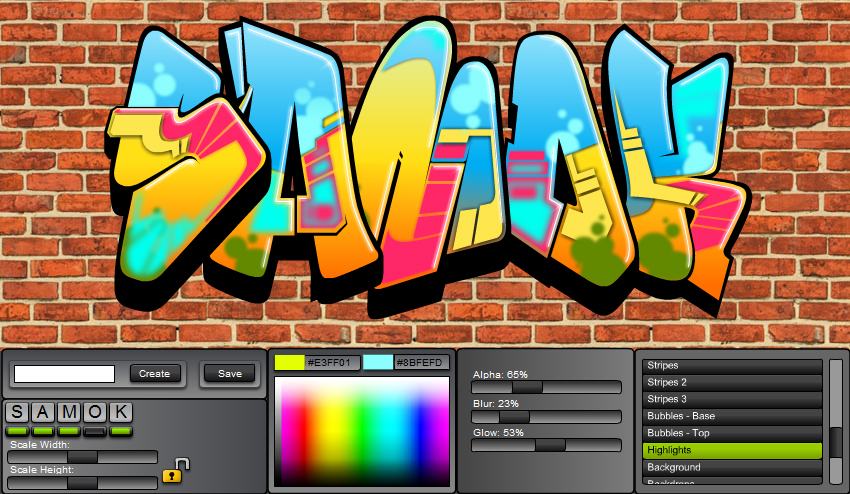 SAMOK
Create
Save
#E3FF01
#8BFEFD
S A M O K
Scale Width:
Scale Height:
Alpha: 65%
Blur: 23%
Glow: 53%
Stripes
Stripes 2
Stripes 3
Bubbles - Base
Bubbles - Top
Highlights
Background
Backdrops